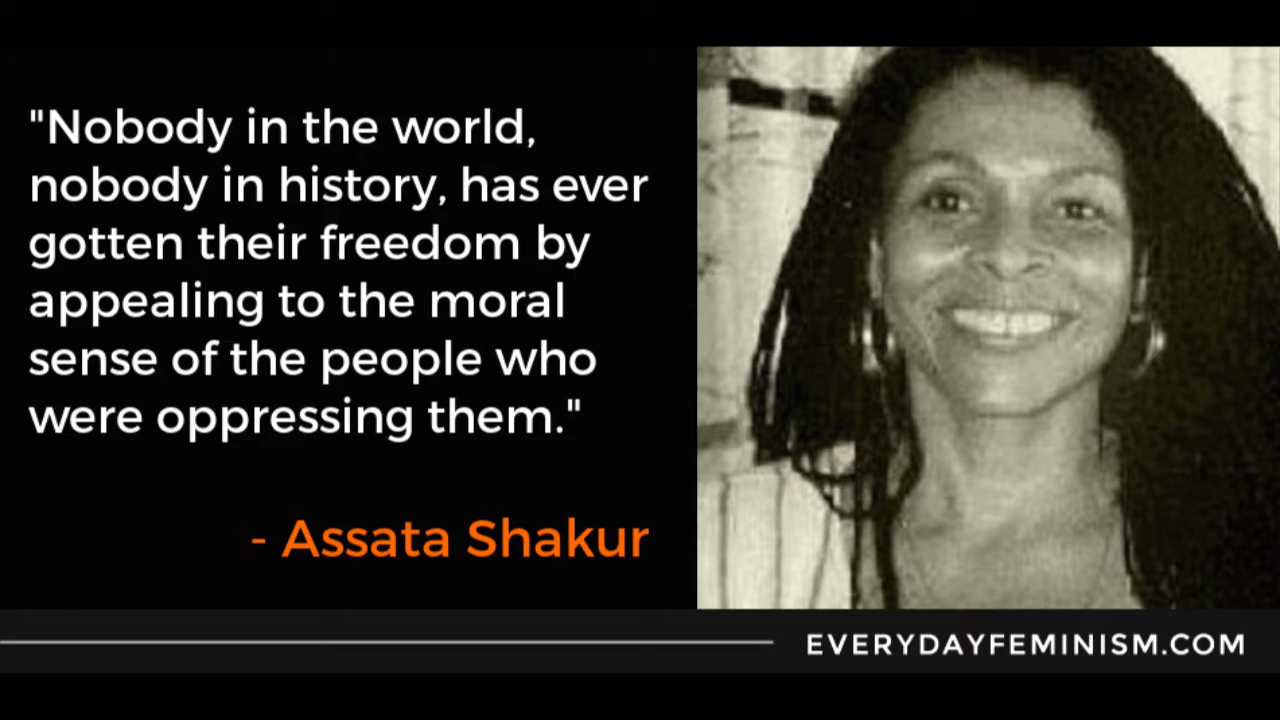 "Nobody in the world,
nobody in history, has ever
gotten their freedom by
appealing to the moral
sense of the people who
were oppressing them."
- Assata Shakur
EVERYDAYFEMINISM.COM